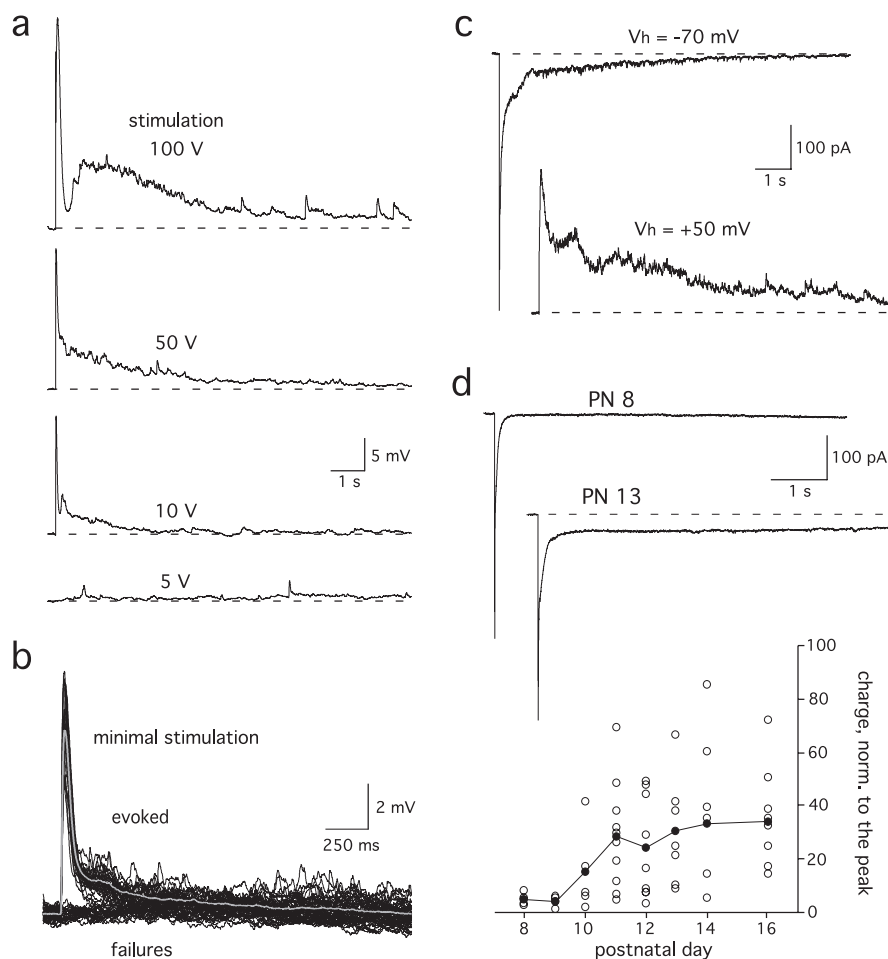 a
stimulation
100 V
50 V
5 mV
1 s
10 V
5 V
b
minimal stimulation
evoked
2 mV
250 ms
failures
c
Vh = -70 mV
100 pA
1 s
Vh = +50 mV
d
PN 8
100 pA
1 s
PN 13
100
80
60
40
20
0
charge, norm. to the peak
8 10 12 14 16
postnatal day